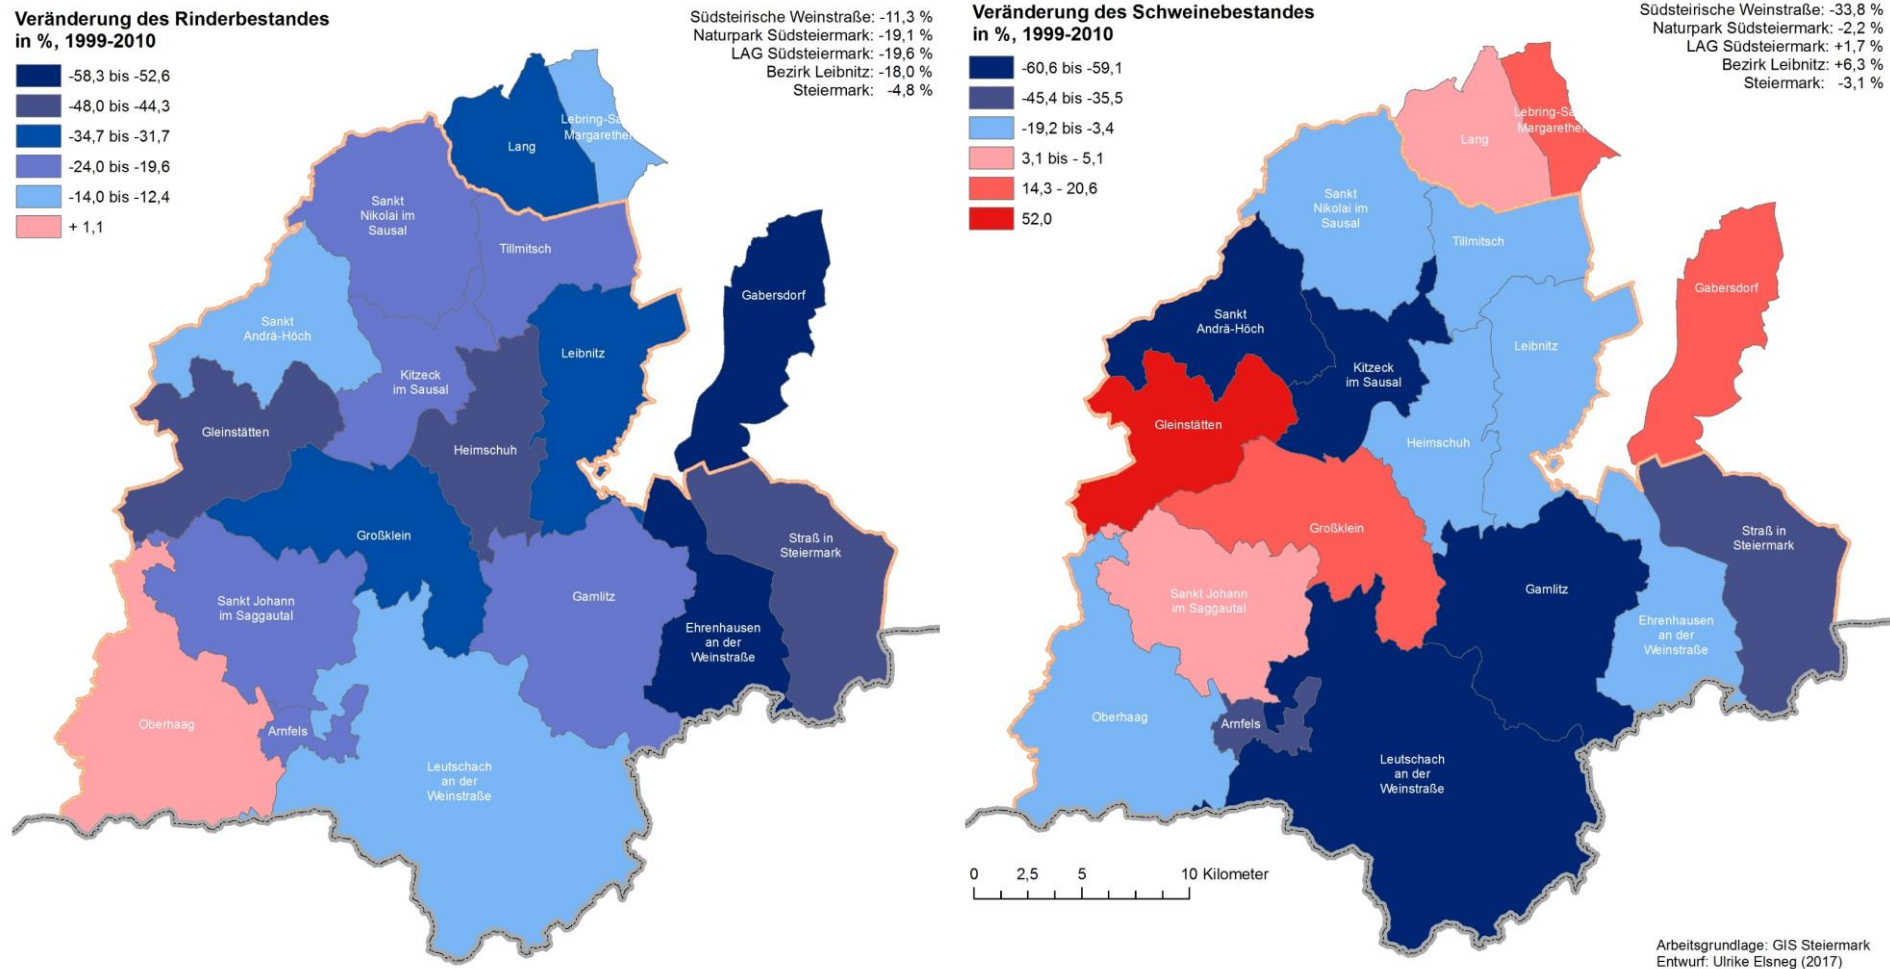 Veränderung des Rinderbestandes
in %, 1999-2010
-58,3 bis -52,6
-48,0 bis -44,3
-34,7 bis -31,7
-24,0 bis -19,6
-14,0 bis -12,4
+ 1,1
Südsteirische Weinstraße: -11,3 %
Naturpark Südsteiermark: -19,1 %
LAG Südsteiermark: -19,6 %
Bezirk Leibnitz: -18,0 %
Steiermark: -4,8 %
Lang
Lebring-Sa
Margarethen
Sankt
Nikolai im
Sausal
Tillmitsch
Gabersdorf
Sankt
Andrä-Höch
Leibnitz
Kitzeck
im Sausal
Gleinstätten
Heimschuh
Großklein
Straß in
Steiermark
Sankt Johann
im Saggautal
Gamlitz
Ehrenhausen
an der
Weinstraße
Oberhaag
Arnfels
Leutschach
an der
Weinstraße
Veränderung des Schweinebestandes
in %, 1999-2010
-60,6 bis -59,1
-45,4 bis -35,5
-19,2 bis -3,4
3,1 bis - 5,1
14,3 - 20,6
52,0
Südsteirische Weinstraße: -33,8 %
Naturpark Südsteiermark: -2,2 %
LAG Südsteiermark: +1,7 %
Bezirk Leibnitz: +6,3 %
Steiermark: -3,1 %
Lang
Lebring-Sa
Margarethen
Sankt
Nikolai im
Sausal
Tillmitsch
Gabersdorf
Sankt
Andrä-Höch
Leibnitz
Kitzeck
im Sausal
Gleinstätten
Heimschuh
Großklein
Straß in
Steiermark
Sankt Johann
im Saggautal
Gamlitz
Ehrenhausen
an der
Weinstraße
Oberhaag
Arnfels
Leutschach
an der
Weinstraße
0 2,5 5 10 Kilometer
Arbeitsgrundlage: GIS Steiermark
Entwurf: Ulrike Elsneg (2017)